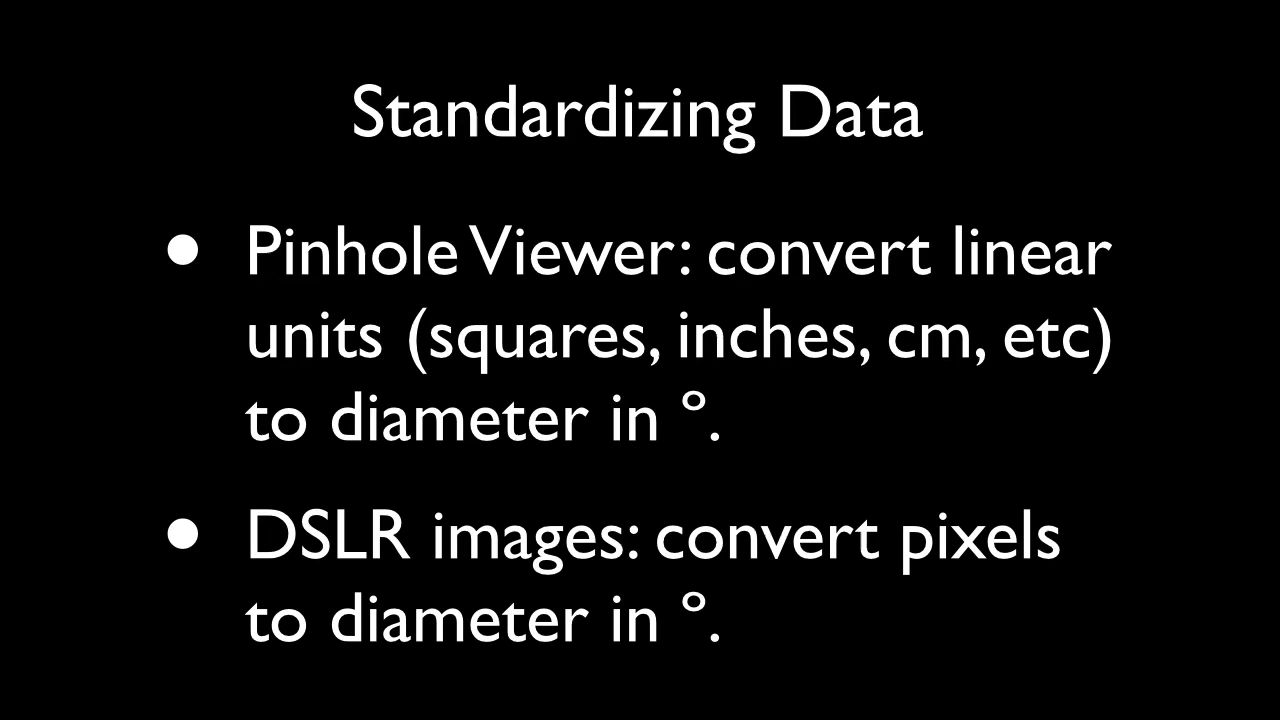 Standardizing Data
• Pinhole Viewer: convert linear
units (squares, inches, cm, etc)
to diameter in º.
• DSLR images: convert pixels
to diameter in º.